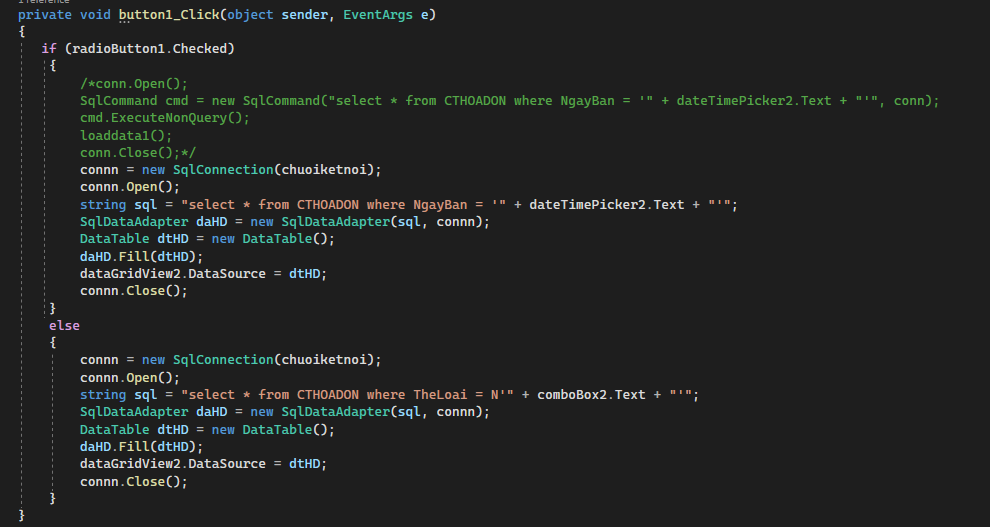 1 reference
private void button1_Click(object sender, EventArgs e)
{
if (radioButton1.Checked)
{
/*conn.Open();
SqlCommand cmd = new SqlCommand("select * from CTHOADON where NgayBan = '" + dateTimePicker2.Text + "'", conn);
cmd.ExecuteNonQuery();
loaddata1();
conn.Close();*/
connn = new SqlConnection(chuoiketnoi);
connn.Open();
string sql = "select * from CTHOADON where NgayBan = '" + dateTimePicker2.Text + "'";
SqlDataAdapter daHD = new SqlDataAdapter(sql, connn);
DataTable dtHD = new DataTable();
daHD.Fill(dtHD);
dataGridView2.DataSource = dtHD;
connn.Close();
}
else
{
connn = new SqlConnection(chuoiketnoi);
connn.Open();
string sql = "select * from CTHOADON where TheLoai = N'" + comboBox2.Text + "'";
SqlDataAdapter daHD = new SqlDataAdapter(sql, connn);
DataTable dtHD = new DataTable();
daHD.Fill(dtHD);
dataGridView2.DataSource = dtHD;
connn.Close();
}
}